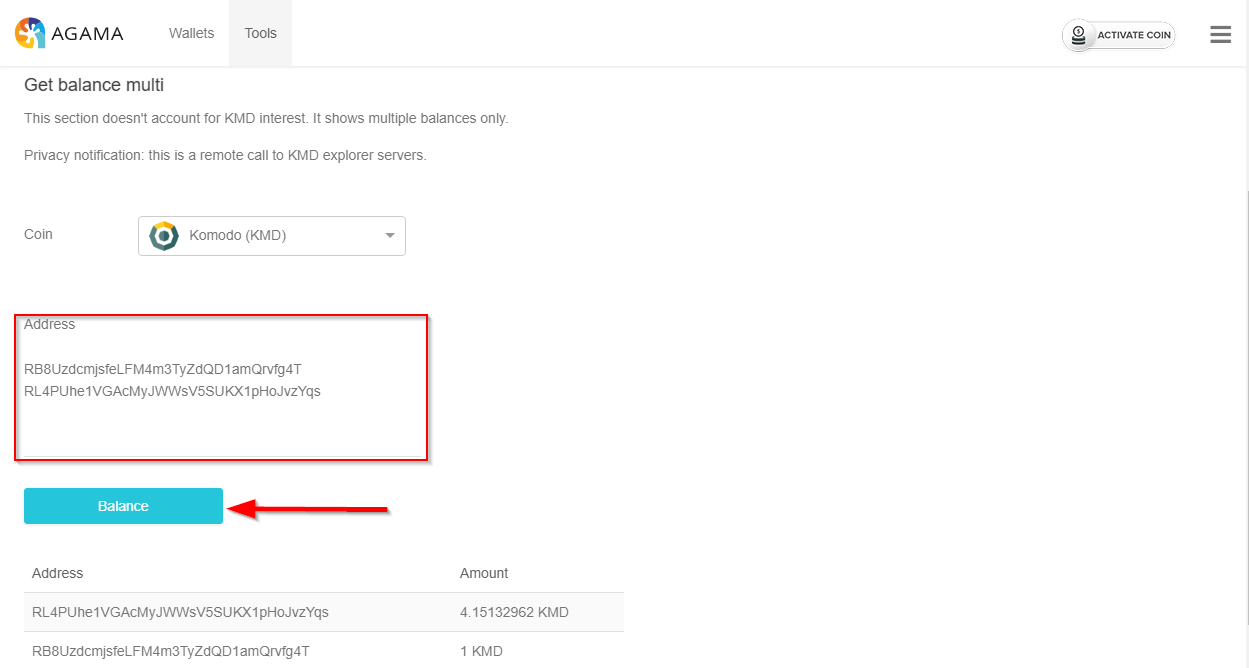 AGAMA Wallets Tools ACTIVATE COIN
Get balance multi
This section doesn't account for KMD interest. It shows multiple balances only.
Privacy notification: this is a remote call to KMD explorer servers.
Coin Komodo (KMD)
Address
RB8UzdcmjsfeLFM4m3TyZdQD1amQrvfg4T
RL4PUhe1VGAcMyJWWsV5SUKX1pHoJvzYqs
Balance
Address Amount
RL4PUhe1VGAcMyJWWsV5SUKX1pHoJvzYqs 4.15132962 KMD
RB8UzdcmjsfeLFM4m3TyZdQD1amQrvfg4T 1 KMD